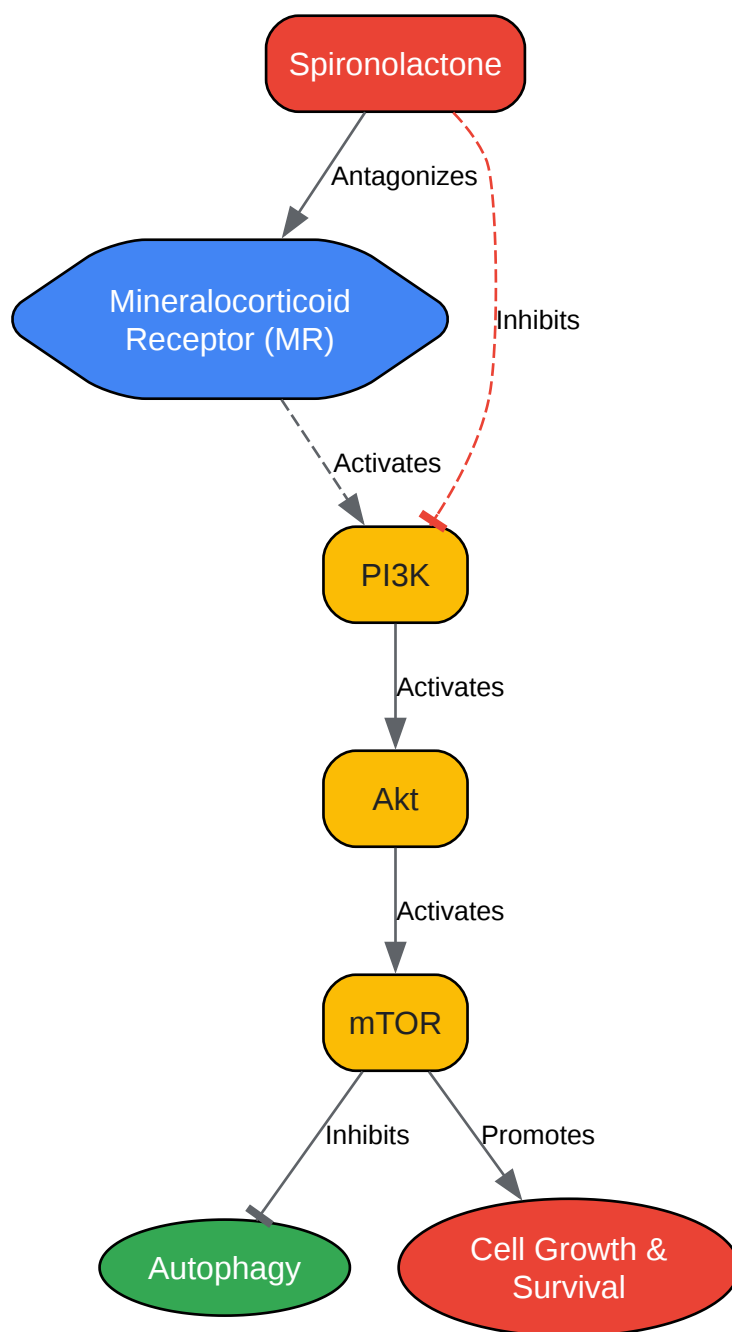 Spironolactone
Antagonizes
Mineralocorticoid
Receptor (MR)
Inhibits
Activates
PI3K
Activates
Akt
Activates
mTOR
Inhibits
Promotes
Autophagy
Cell Growth &
Survival